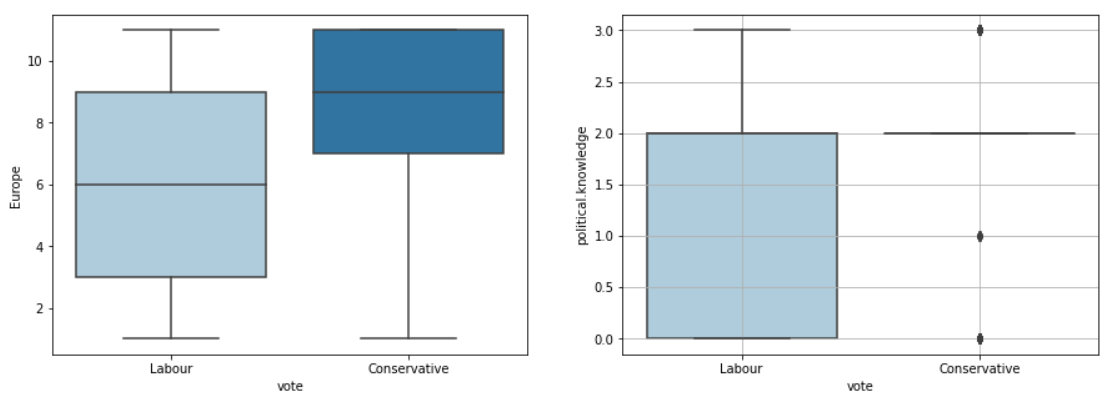 10
8
6
4
2
Europe
Labour
Conservative
vote
3.0
2.5
2.0
1.5
1.0
0.5
0.0
political.knowledge
Labour
Conservative
vote